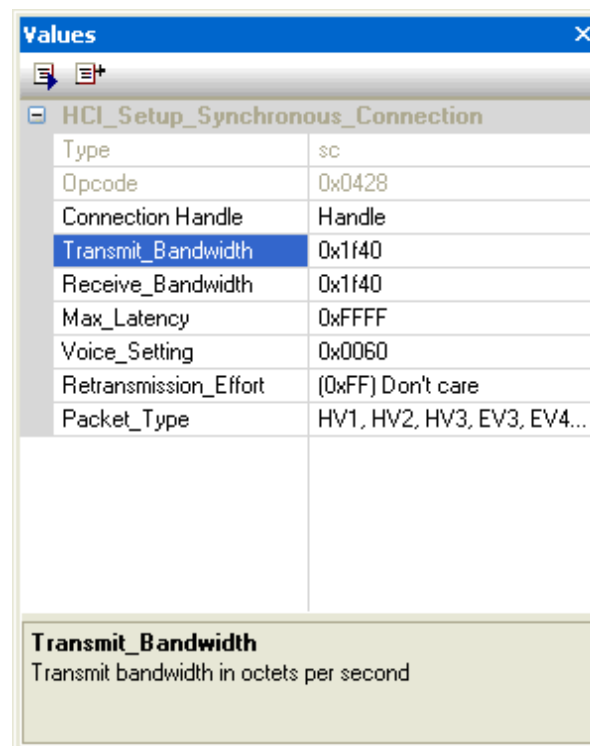 Values
HCI_Setup_Synchronous_Connection
Type sc
Opcode 0x0428
Connection Handle Handle
Transmit_Bandwidth 0x1f40
Receive_Bandwidth 0x1f40
Max_Latency 0xFFFF
Voice_Setting 0x0060
Retransmission_Effort (0xFF) Don't care
Packet_Type HV1, HV2, HV3, EV3, EV4...
Transmit_Bandwidth
Transmit bandwidth in octets per second